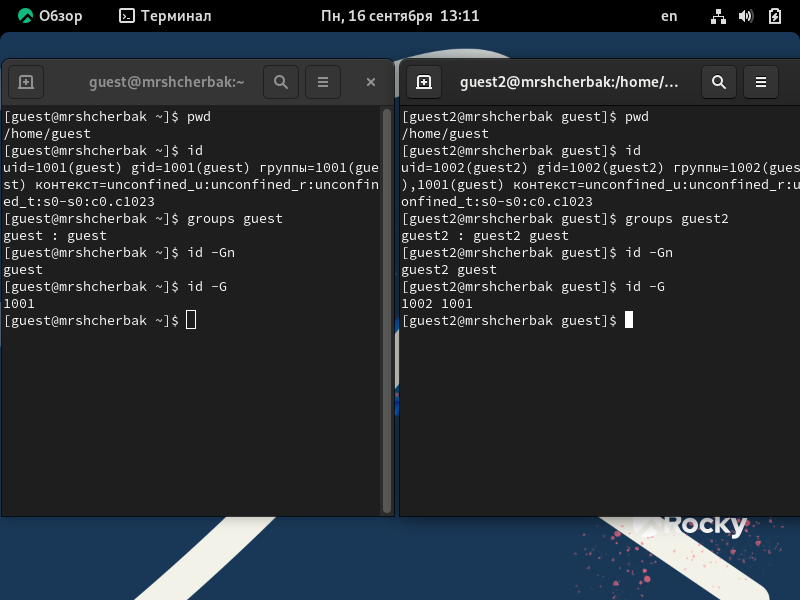 Обзор Терминал Пн, 16 сентября 13:11 en
guest@mrshcherbak:~
[guest@mrshcherbak ~]$ pwd
/home/guest
[guest@mrshcherbak ~]$ id
uid=1001(guest) gid=1001(guest) группы=1001(gue
st) контекст=unconfined_u:unconfined_r:unconfin
ed_t:s0-s0:c0.c1023
[guest@mrshcherbak ~]$ groups guest
guest : guest
[guest@mrshcherbak ~]$ id -Gn
guest
[guest@mrshcherbak ~]$ id -G
1001
[guest@mrshcherbak ~]$
guest2@mrshcherbak:/home/...
[guest2@mrshcherbak guest]$ pwd
/home/guest
[guest2@mrshcherbak guest]$ id
uid=1002(guest2) gid=1002(guest2) группы=1002(gues
),1001(guest) контекст=unconfined_u:unconfined_r:u
onfined_t:s0-s0:c0.c1023
[guest2@mrshcherbak guest]$ groups guest2
guest2 : guest2 guest
[guest2@mrshcherbak guest]$ id -Gn
guest2 guest
[guest2@mrshcherbak guest]$ id -G
1002 1001
[guest2@mrshcherbak guest]$
Rocky